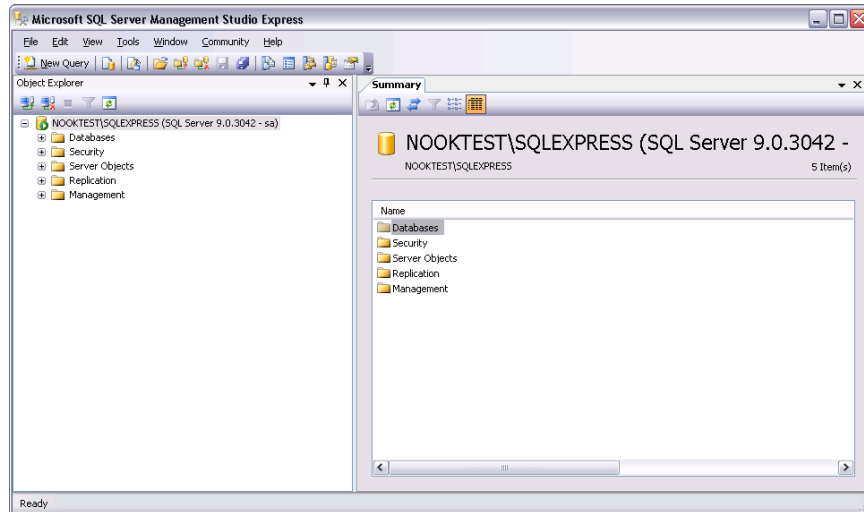 Microsoft SQL Server Management Studio Express
File Edit View Tools Window Community Help
New Query
Object Explorer
Summary
NOOKTEST\SQLEXPRESS (SQL Server 9.0.3042 - sa)
Databases
Security
Server Objects
Replication
Management
NOOKTEST\SQLEXPRESS (SQL Server 9.0.3042 -
NOOKTEST\SQLEXPRESS
5 Item(s)
Name
Databases
Security
Server Objects
Replication
Management
Ready